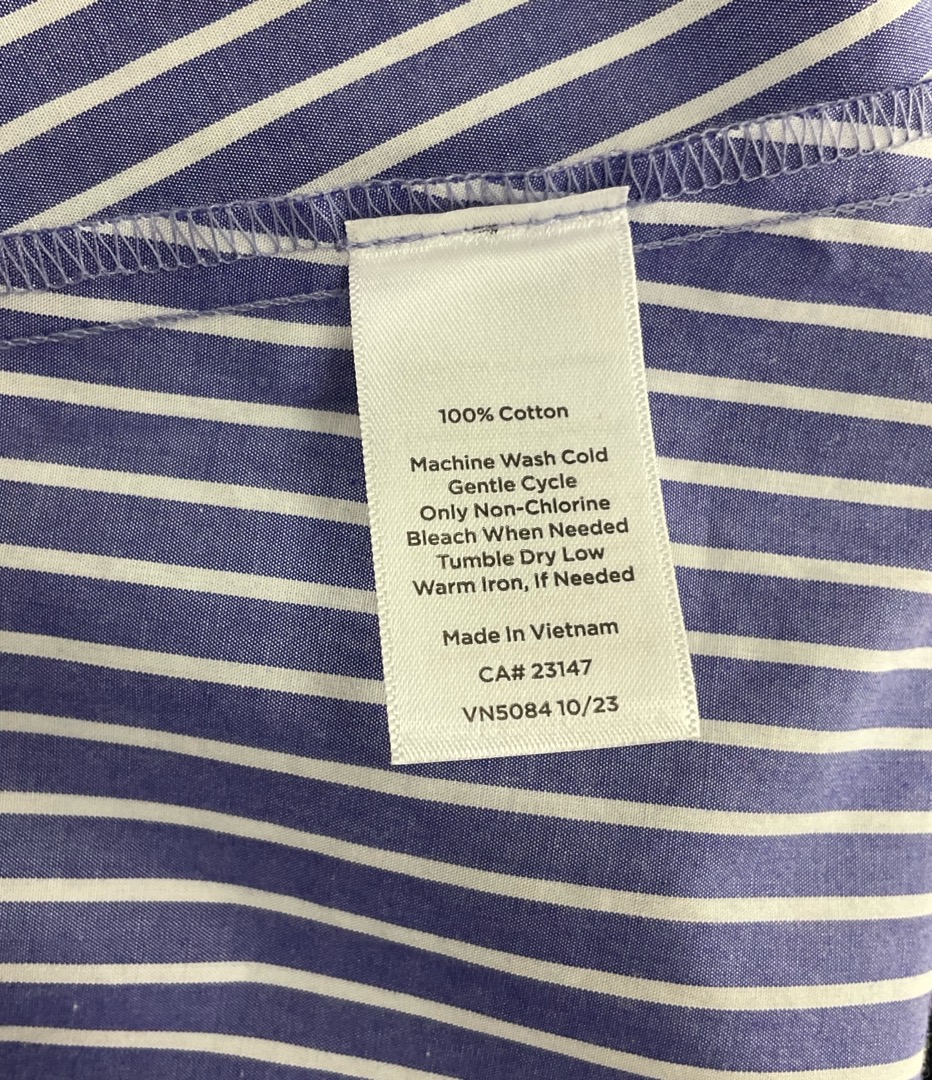 100% Cotton
Machine Wash Cold
Gentle Cycle
Only Non-Chlorine
Bleach When Needed
Tumble Dry Low
Warm Iron, If Needed
Made In Vietnam
CA# 23147
VN5084 10/23